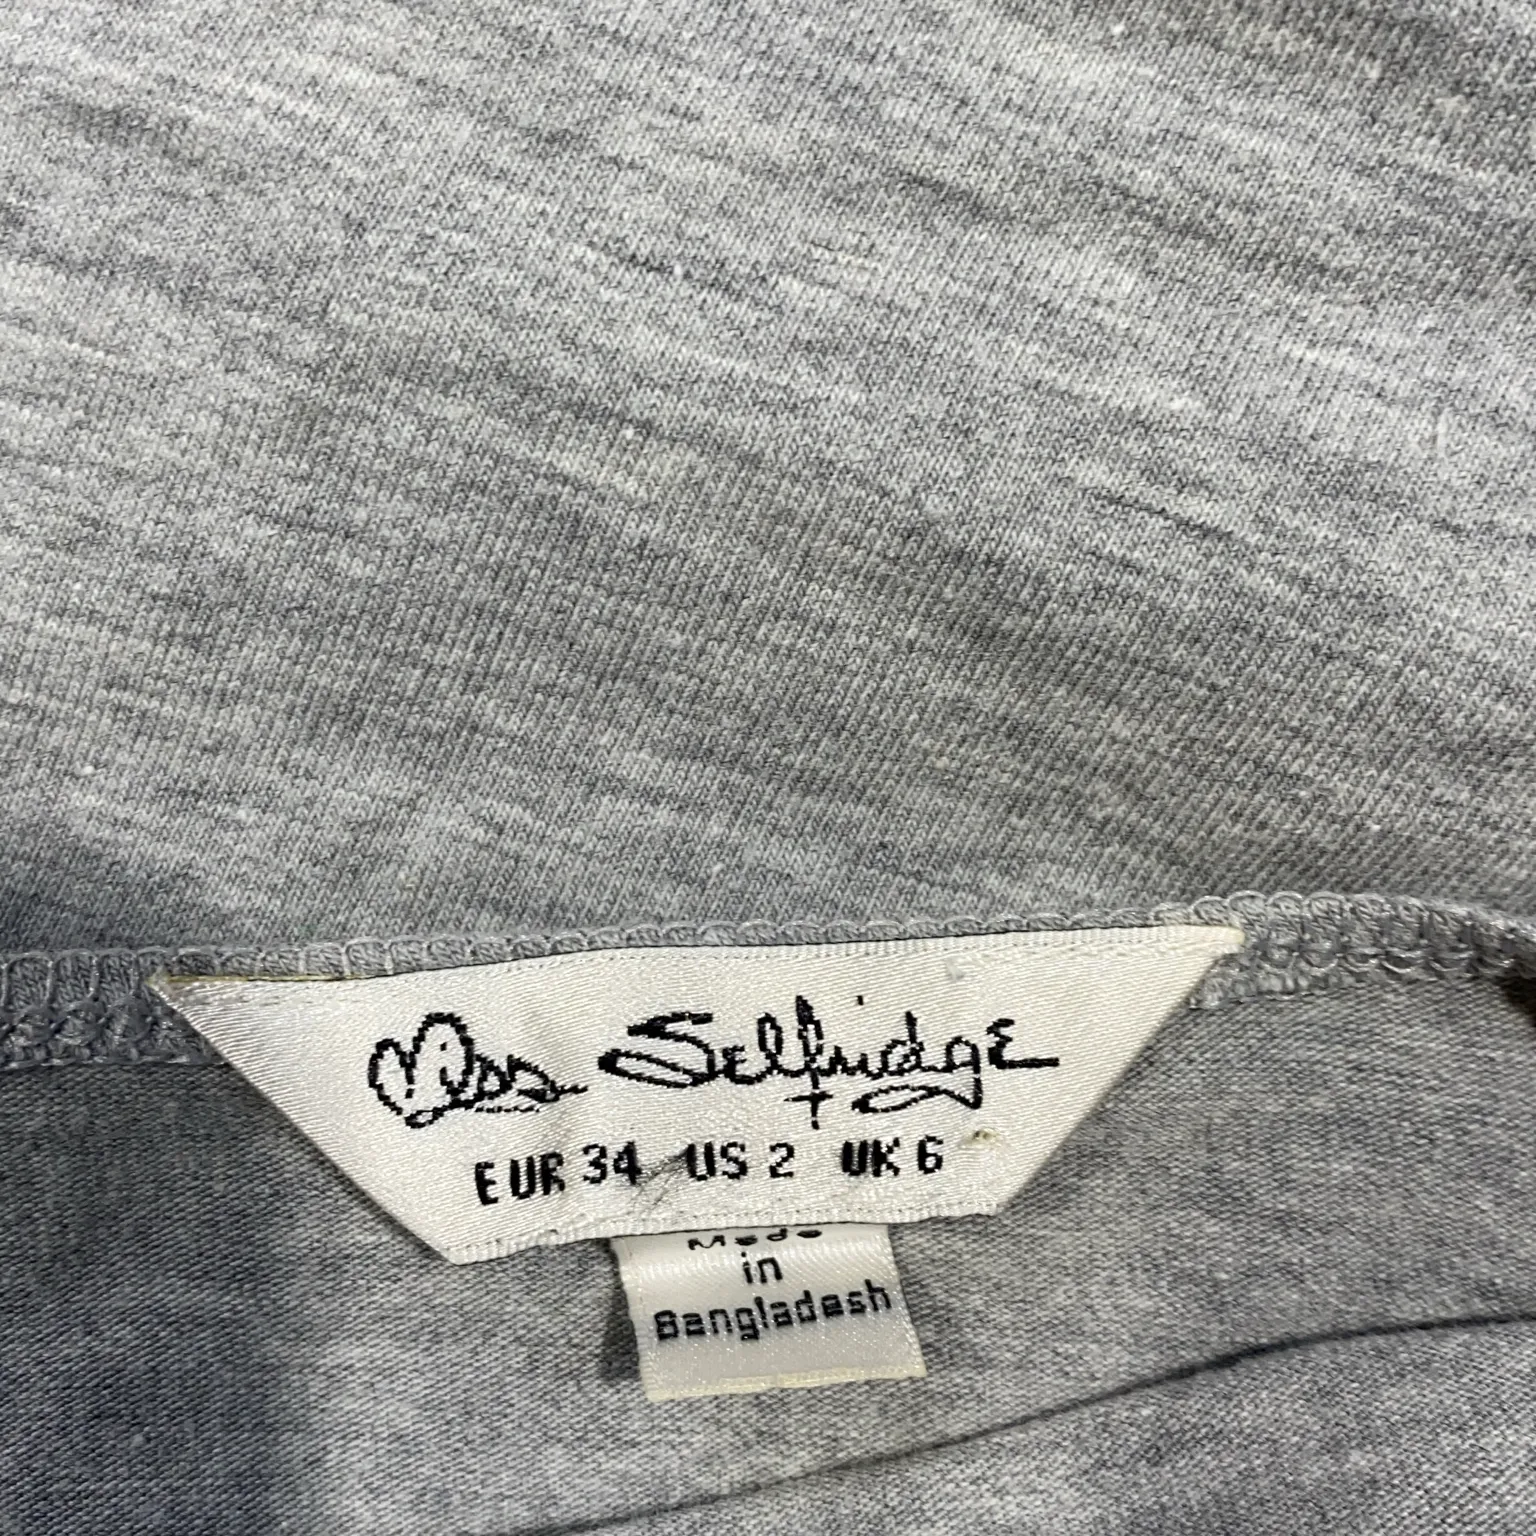 Miss Selfridge
EUR 34 US 2 UK 6
Made
in
Bangladesh